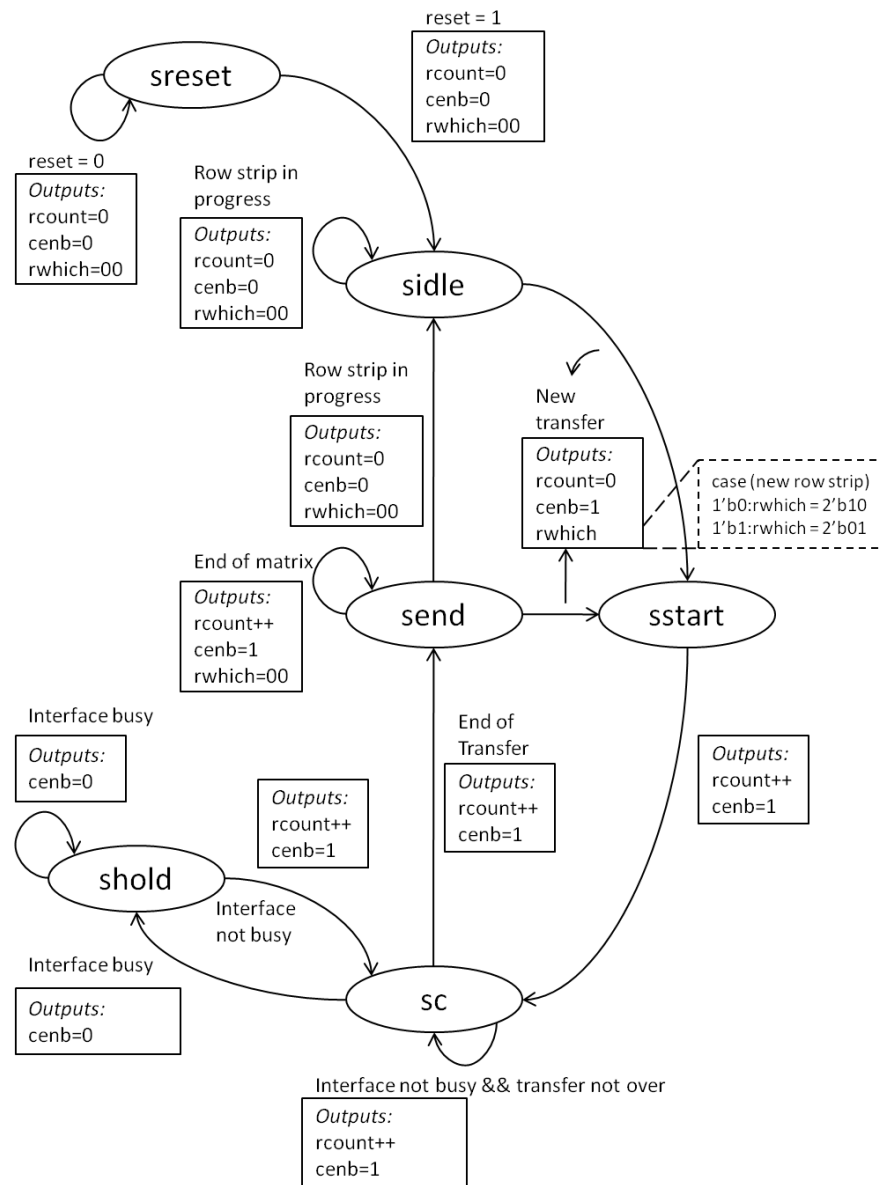 reset = 1
Outputs:
rcount=0
cenb=0
rwhich=00
sreset
reset = 0
Outputs:
rcount=0
cenb=0
rwhich=00
Row strip in
progress
Outputs:
rcount=0
cenb=0
rwhich=00
sidle
Row strip in
progress
Outputs:
rcount=0
cenb=0
rwhich=00
New
transfer
Outputs:
rcount=0
cenb=1
rwhich
case (new row strip)
1’b0:rwhich = 2’b10
1’b1:rwhich = 2’b01
End of matrix
Outputs:
rcount++
cenb=1
rwhich=00
send
sstart
Interface busy
Outputs:
cenb=0
Outputs:
rcount++
cenb=1
End of
Transfer
Outputs:
rcount++
cenb=1
Outputs:
rcount++
cenb=1
shold
Interface
not busy
Interface busy
Outputs:
cenb=0
sc
Interface not busy && transfer not over
Outputs:
rcount++
cenb=1